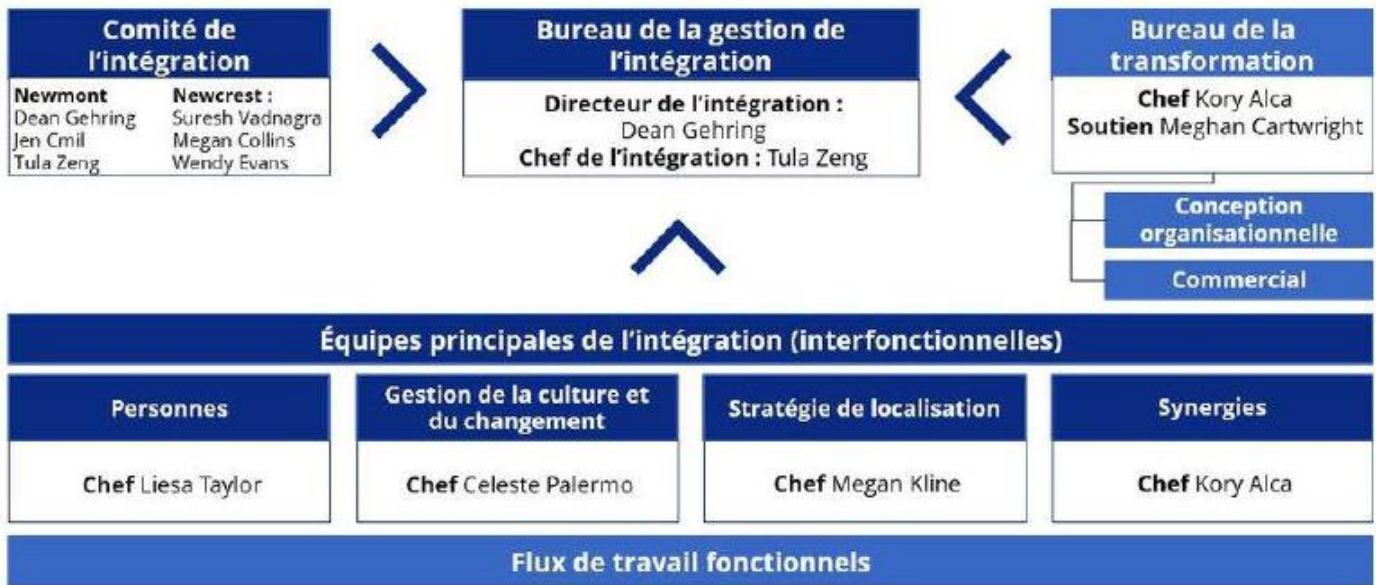 Comité de
l'intégration
Newmont
Dean Gehring
Jen Cmil
Tula Zeng
Newcrest :
Suresh Vadnagra
Megan Collins
Wendy Evans
Bureau de la gestion de
l'intégration
Directeur de l'intégration :
Dean Gehring
Chef de l'intégration : Tula Zeng
Bureau de la
transformation
Chef Kory Alca
Soutien Meghan Cartwright
Conception
organisationnelle
Commercial
Équipes principales de l'intégration (interfonctionnelles)
Personnes
Chef Liesa Taylor
Gestion de la culture et
du changement
Chef Celeste Palermo
Stratégie de localisation
Chef Megan Kline
Synergies
Chef Kory Alca
Flux de travail fonctionnels